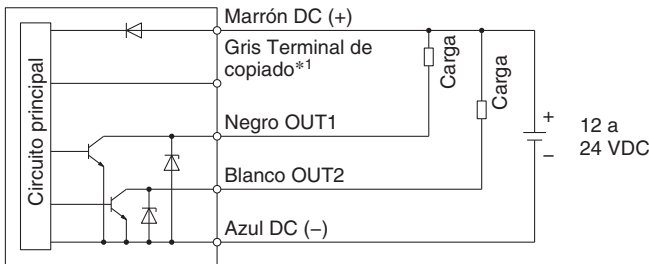 Marrón DC (+)
Gris Terminal de
copiado*1
Circuito principal
Carga
Carga
Negro OUT1
+
12 a
24 VDC
–
Blanco OUT2
Azul DC (–)